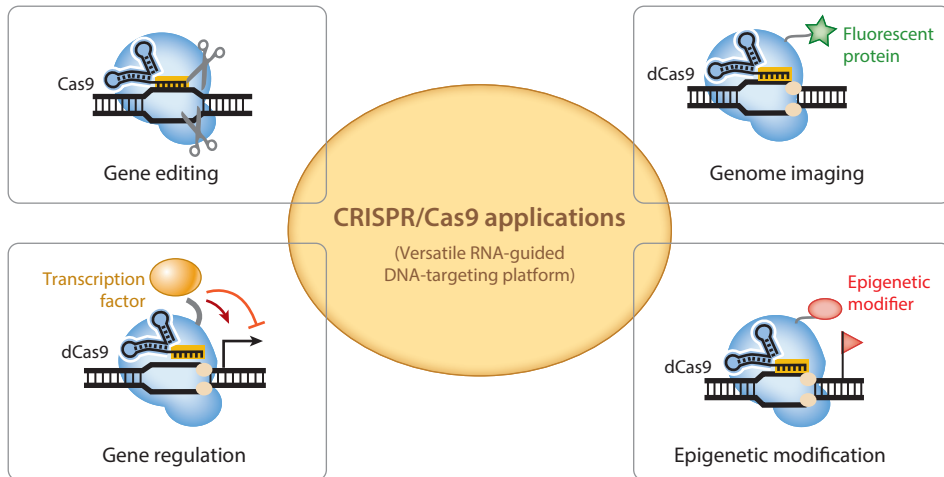 Cas9
Gene editing
Fluorescent
protein
dCas9
Genome imaging
CRISPR/Cas9 applications
(Versatile RNA-guided
DNA-targeting platform)
Transcription
factor
dCas9
Gene regulation
Epigenetic
modifier
dCas9
Epigenetic modification